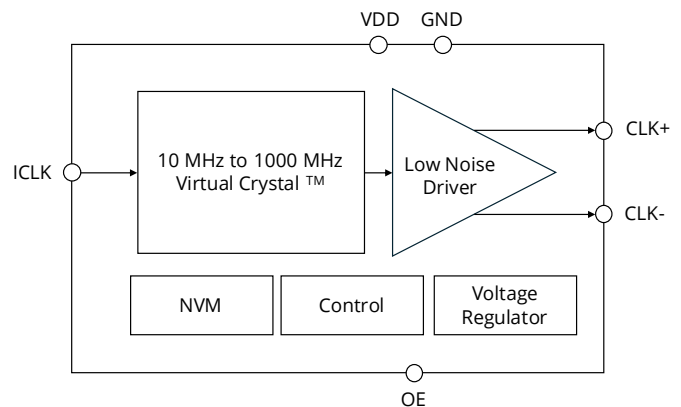 VDD GND
CLK+
10 MHz to 1000 MHz
Virtual Crystal ™
Low Noise
Driver
ICLK
CLK-
NVM
Control
Voltage
Regulator
OE